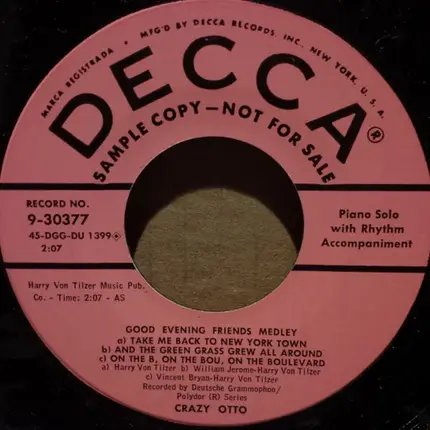 MARCA REGISTRADA • MFG'D BY DECCA RECORDS, INC., NEW YORK, U. S. A.
DECCA®
SAMPLE COPY—NOT FOR SALE
RECORD NO.
9-30377
45-DGG-DU 1399
2:07
Piano Solo
with Rhythm
Accompaniment
Harry Von Tilzer Music Pub.
Co. - Time: 2:07 - AS
GOOD EVENING FRIENDS MEDLEY
a) TAKE ME BACK TO NEW YORK TOWN
b) AND THE GREEN GRASS GREW ALL AROUND
c) ON THE B, ON THE BOU, ON THE BOULEVARD
a) Harry Von Tilzer b) William Jerome-Harry Von Tilzer
c) Vincent Bryan-Harry Von Tilzer
Recorded by Deutsche Grammophon/
Polydor (R) Series
CRAZY OTTO